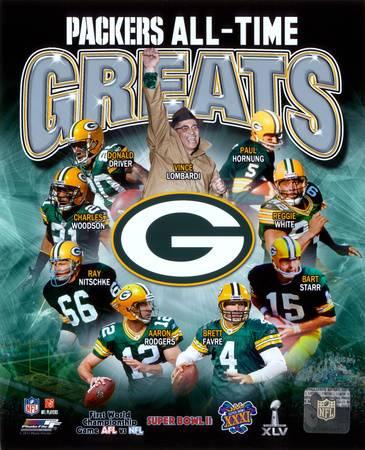 PACKERS ALL-TIME
GREATS
DONALD
DRIVER
VINCE
LOMBARDI
PAUL
HORNUNG
5
CHARLES
WOODSON
REGGIE
WHITE
G
RAY
NITSCHKE
66
BART
STARR
15
AARON
RODGERS
12
BRETT
FAVRE
4
NFL
NFL PLAYERS
First World
Championship
Game AFL vs NFL
SUPER BOWL II
XXXI
XLV
NFL